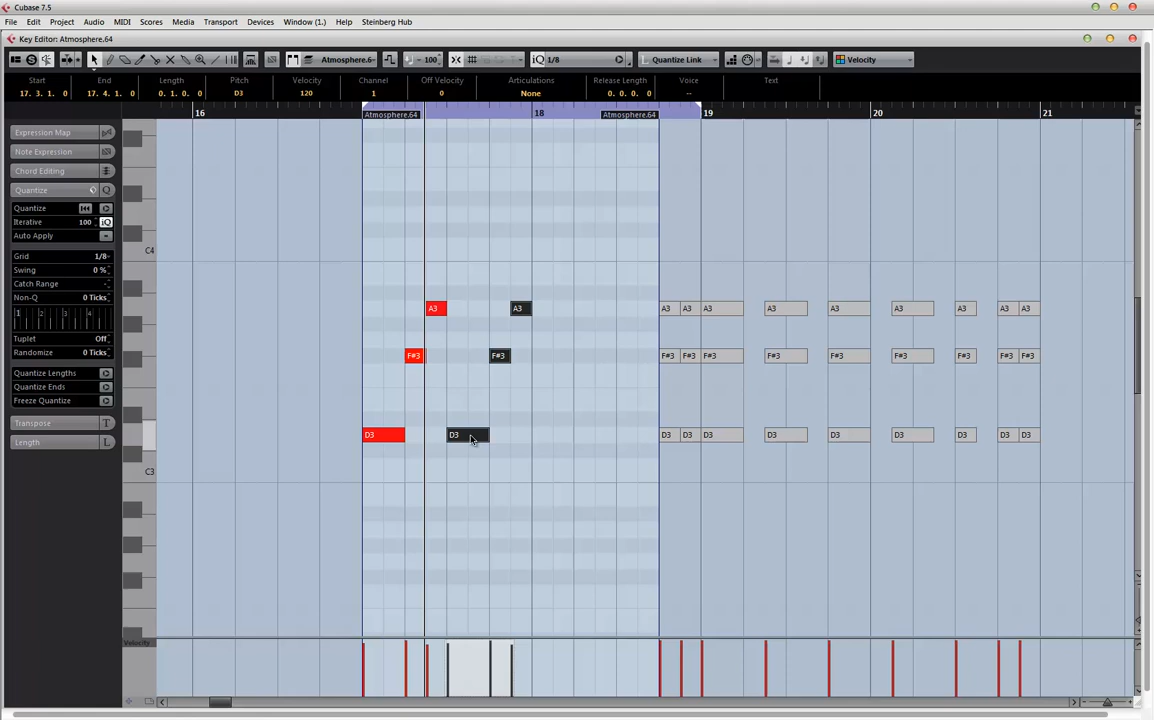 Cubase 7.5
File Edit Project Audio MIDI Scores Media Transport Devices Window (1.) Help Steinberg Hub
Key Editor: Atmosphere.64
Atmosphere.6 100 iQ 1/8 Quantize Link Velocity
Start End Length Pitch Velocity Channel Off Velocity Articulations Release Length Voice Text
17. 3. 1. 0 17. 4. 1. 0 0. 1. 0. 0 D3 120 1 0 None 0. 0. 0. 0 --
16 18 19 20 21
Atmosphere.64 Atmosphere.64
Expression Map
Note Expression
Chord Editing
Quantize Q
Quantize
Iterative 100 iQ
Auto Apply
C4
Grid 1/8
Swing 0 %
Catch Range -
Non-Q 0 Ticks
1 2 3 4
A3 A3 A3 A3 A3 A3 A3 A3 A3 A3 A3
Tuplet Off
Randomize 0 Ticks
F#3 F#3 F#3 F#3 F#3 F#3 F#3 F#3 F#3 F#3 F#3
Quantize Lengths
Quantize Ends
Freeze Quantize
Transpose T
D3 D3 D3 D3 D3 D3 D3 D3 D3 D3 D3
Length L
C3
Velocity